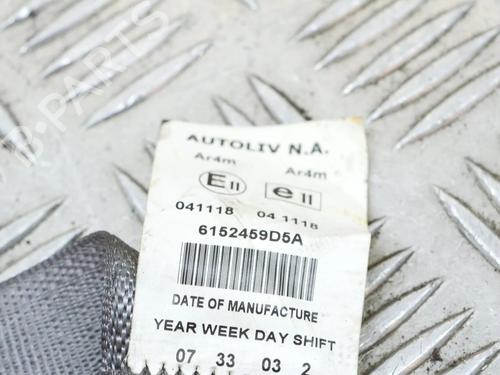 B-PARTS
AUTOLIV N.A.
Ar4m Ar4m
E11 e11
041118 04 1118
6152459D5A
DATE OF MANUFACTURE
YEAR WEEK DAY SHIFT
07 33 03 2